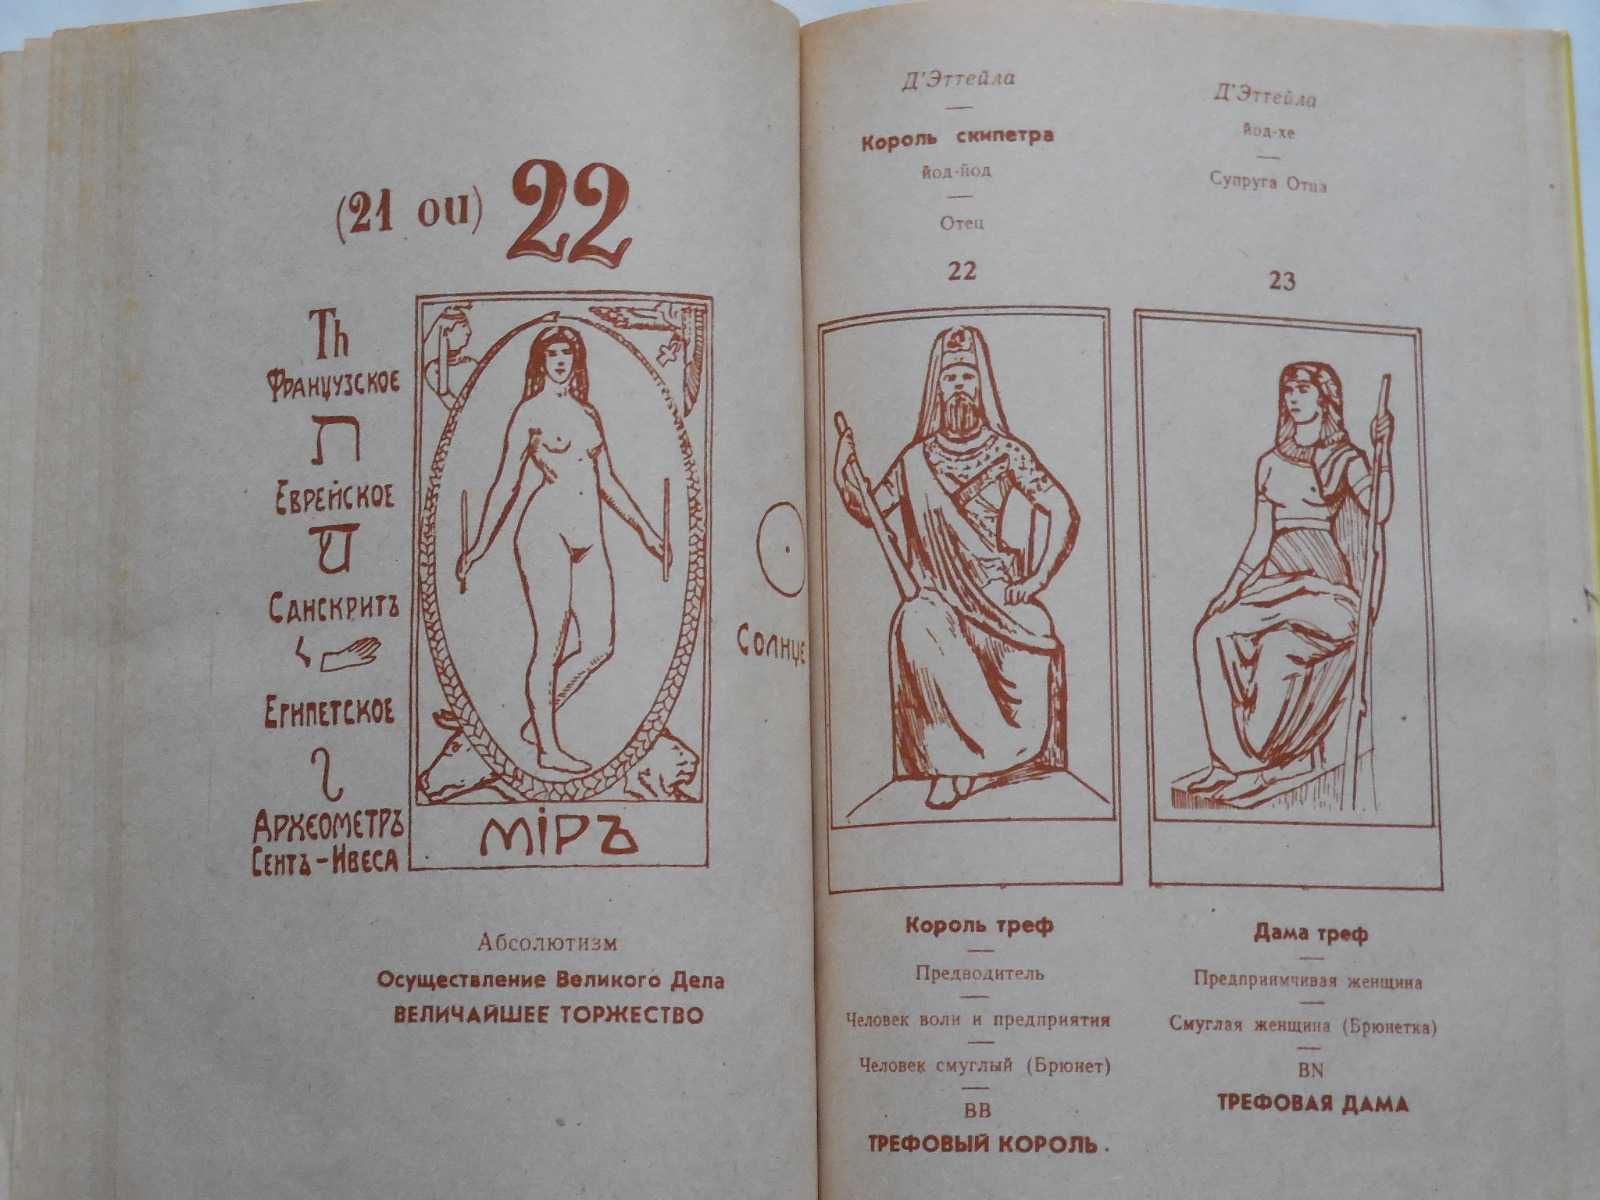 (21 ou) 22
Th
Французское
ת
Еврейское
Санскритъ
Египетское
Археометръ
Сентъ-Ивеса
Мiръ
Солнце
Абсолютизм
Осуществление Великого Дела
ВЕЛИЧАЙШЕЕ ТОРЖЕСТВО
Д'Эттейла
Король скипетра
йод-йод
Отец
22
Король треф
Предводитель
Человек воли и предприятия
Человек смуглый (Брюнет)
BB
ТРЕФОВЫЙ КОРОЛЬ.
Д'Эттейла
йод-хе
Супруга Отца
23
Дама треф
Предприимчивая женщина
Смуглая женщина (Брюнетка)
BN
ТРЕФОВАЯ ДАМА